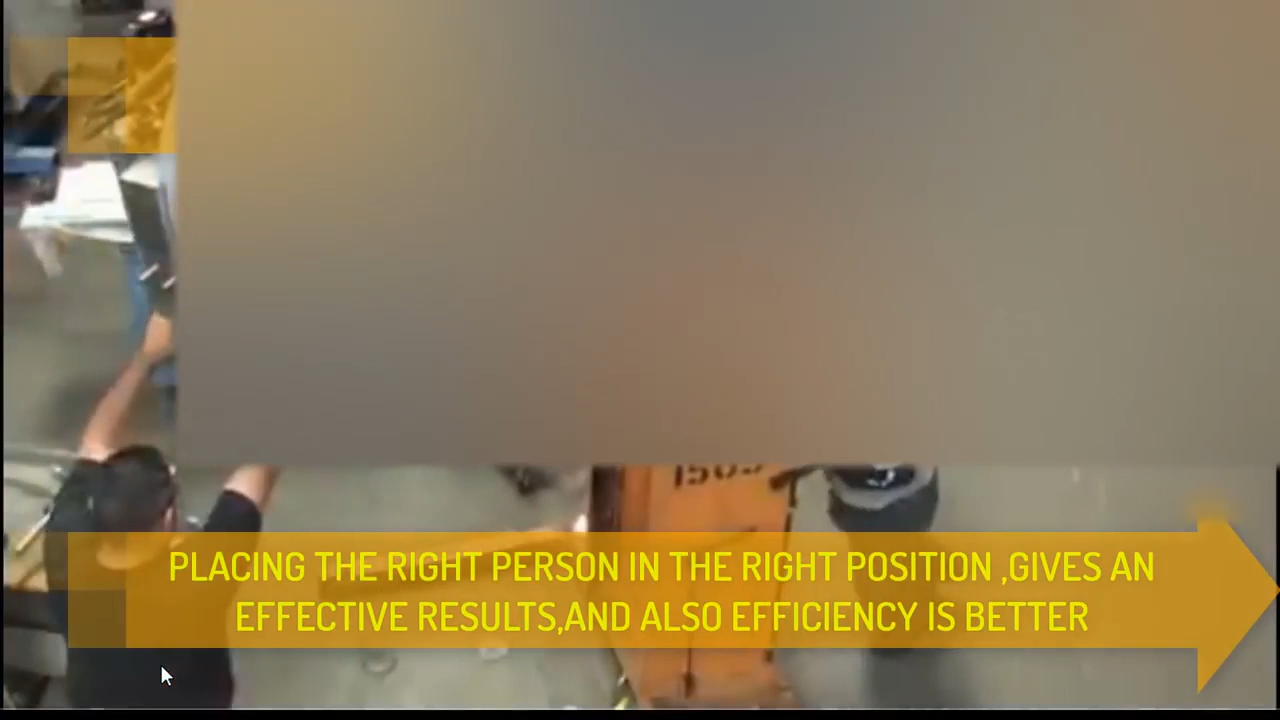 PLACING THE RIGHT PERSON IN THE RIGHT POSITION ,GIVES AN
EFFECTIVE RESULTS,AND ALSO EFFICIENCY IS BETTER